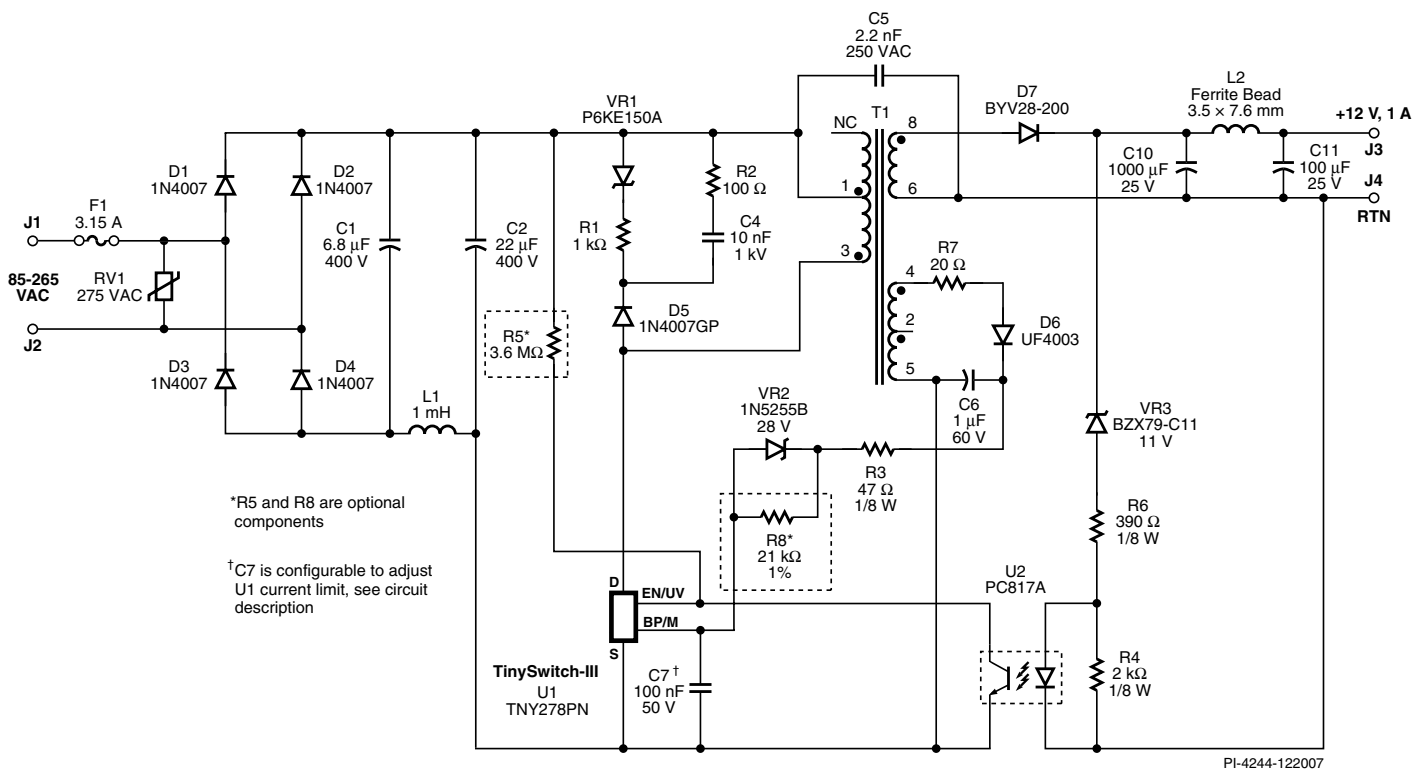 C5
2.2 nF
250 VAC
VR1
P6KE150A
NC
T1
8
D7
BYV28-200
L2
Ferrite Bead
3.5 × 7.6 mm
+12 V, 1 A
J3
D1
1N4007
D2
1N4007
R2
100 Ω
1
6
C10
1000 μF
25 V
C11
100 μF
25 V
J4
RTN
F1
3.15 A
J1
C1
6.8 μF
400 V
C2
22 μF
400 V
R1
1 kΩ
C4
10 nF
1 kV
3
R7
20 Ω
4
85-265
VAC
RV1
275 VAC
J2
D5
1N4007GP
2
D6
UF4003
R5*
3.6 MΩ
D3
1N4007
D4
1N4007
5
L1
1 mH
VR2
1N5255B
28 V
C6
1 μF
60 V
VR3
BZX79-C11
11 V
R3
47 Ω
1/8 W
*R5 and R8 are optional
components
R8*
21 kΩ
1%
R6
390 Ω
1/8 W
†C7 is configurable to adjust
U1 current limit, see circuit
description
D
EN/UV
BP/M
S
U2
PC817A
TinySwitch-III
U1
TNY278PN
C7†
100 nF
50 V
R4
2 kΩ
1/8 W
PI-4244-122007